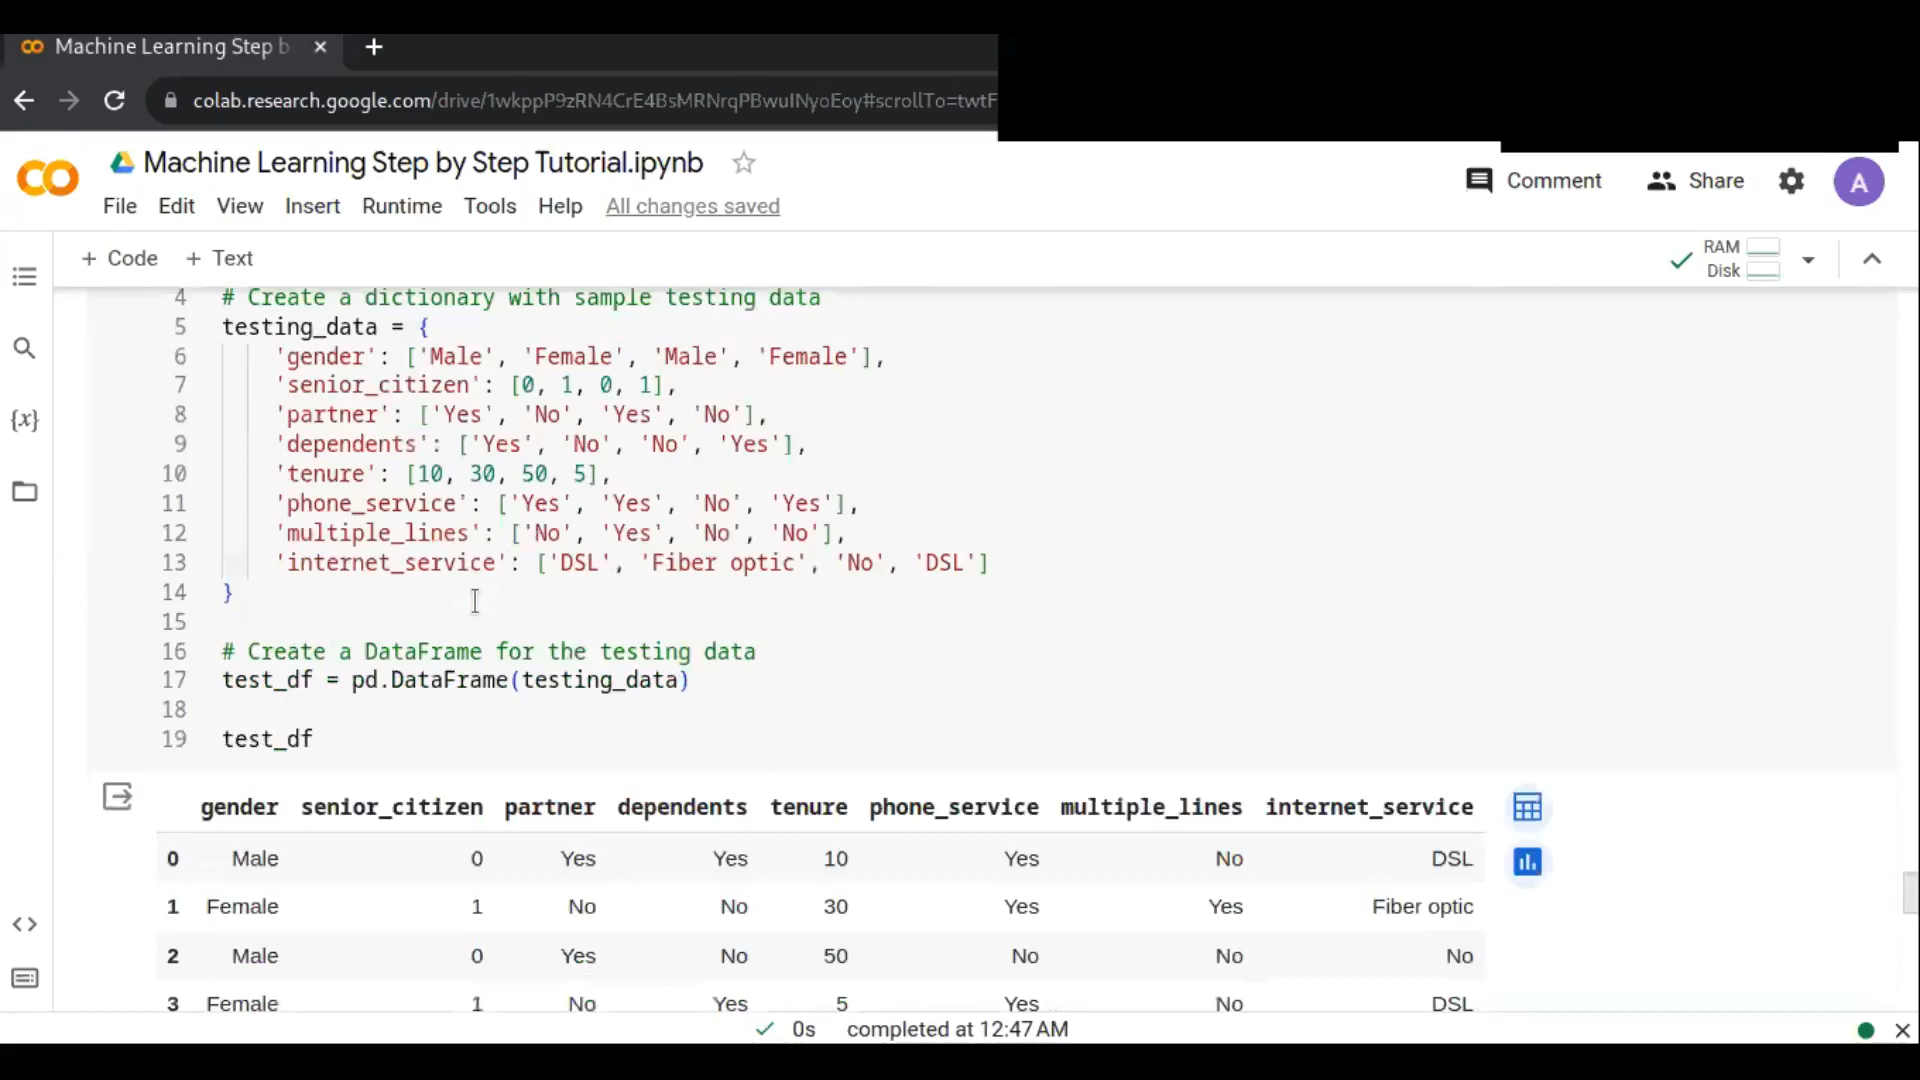 Machine Learning Step b
colab.research.google.com/drive/1wkppP9zRN4CrE4BsMRNrqPBwuINyoEoy#scrollTo=twtF
Machine Learning Step by Step Tutorial.ipynb
Comment
Share
A
File Edit View Insert Runtime Tools Help All changes saved
+ Code + Text
RAM
Disk
4 # Create a dictionary with sample testing data
5 testing_data = {
6 'gender': ['Male', 'Female', 'Male', 'Female'],
7 'senior_citizen': [0, 1, 0, 1],
8 'partner': ['Yes', 'No', 'Yes', 'No'],
9 'dependents': ['Yes', 'No', 'No', 'Yes'],
10 'tenure': [10, 30, 50, 5],
11 'phone_service': ['Yes', 'Yes', 'No', 'Yes'],
12 'multiple_lines': ['No', 'Yes', 'No', 'No'],
13 'internet_service': ['DSL', 'Fiber optic', 'No', 'DSL']
14 }
15
16 # Create a DataFrame for the testing data
17 test_df = pd.DataFrame(testing_data)
18
19 test_df
gender senior_citizen partner dependents tenure phone_service multiple_lines internet_service
0 Male 0 Yes Yes 10 Yes No DSL
1 Female 1 No No 30 Yes Yes Fiber optic
2 Male 0 Yes No 50 No No No
3 Female 1 No Yes 5 Yes No DSL
0s completed at 12:47 AM